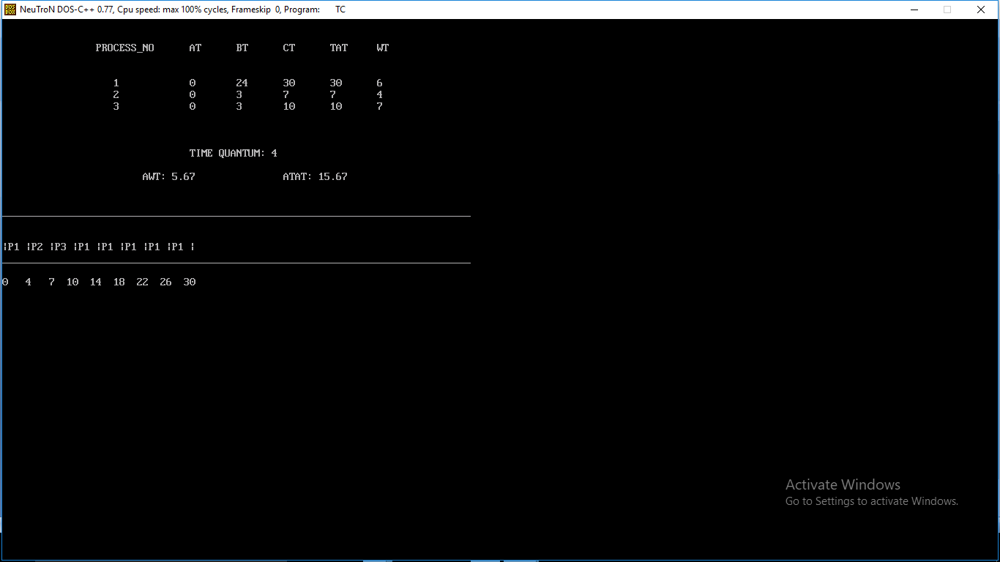 DOS BOX NeuTroN DOS-C++ 0.77, Cpu speed: max 100% cycles, Frameskip 0, Program: TC
PROCESS_NO AT BT CT TAT WT
1 0 24 30 30 6
2 0 3 7 7 4
3 0 3 10 10 7
TIME QUANTUM: 4
AWT: 5.67 ATAT: 15.67
¦P1 ¦P2 ¦P3 ¦P1 ¦P1 ¦P1 ¦P1 ¦P1 ¦
0 4 7 10 14 18 22 26 30
Activate Windows
Go to Settings to activate Windows.